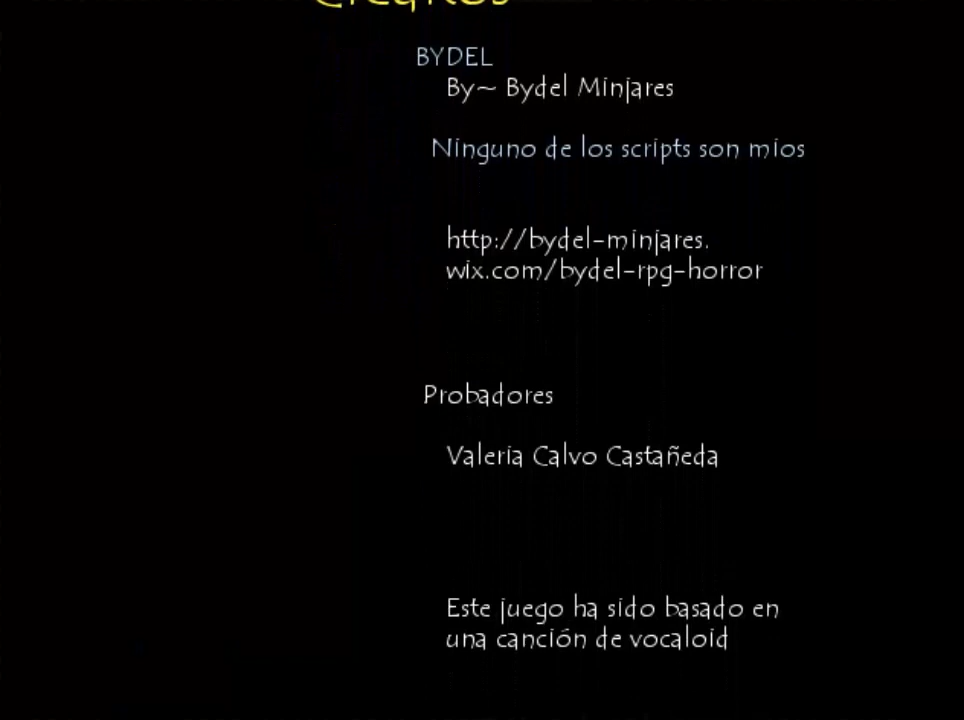 BYDEL
By~ Bydel Minjares
Ninguno de los scripts son mios
http://bydel-minjares.
wix.com/bydel-rpg-horror
Probadores
Valeria Calvo Castañeda
Este juego ha sido basado en
una canción de vocaloid